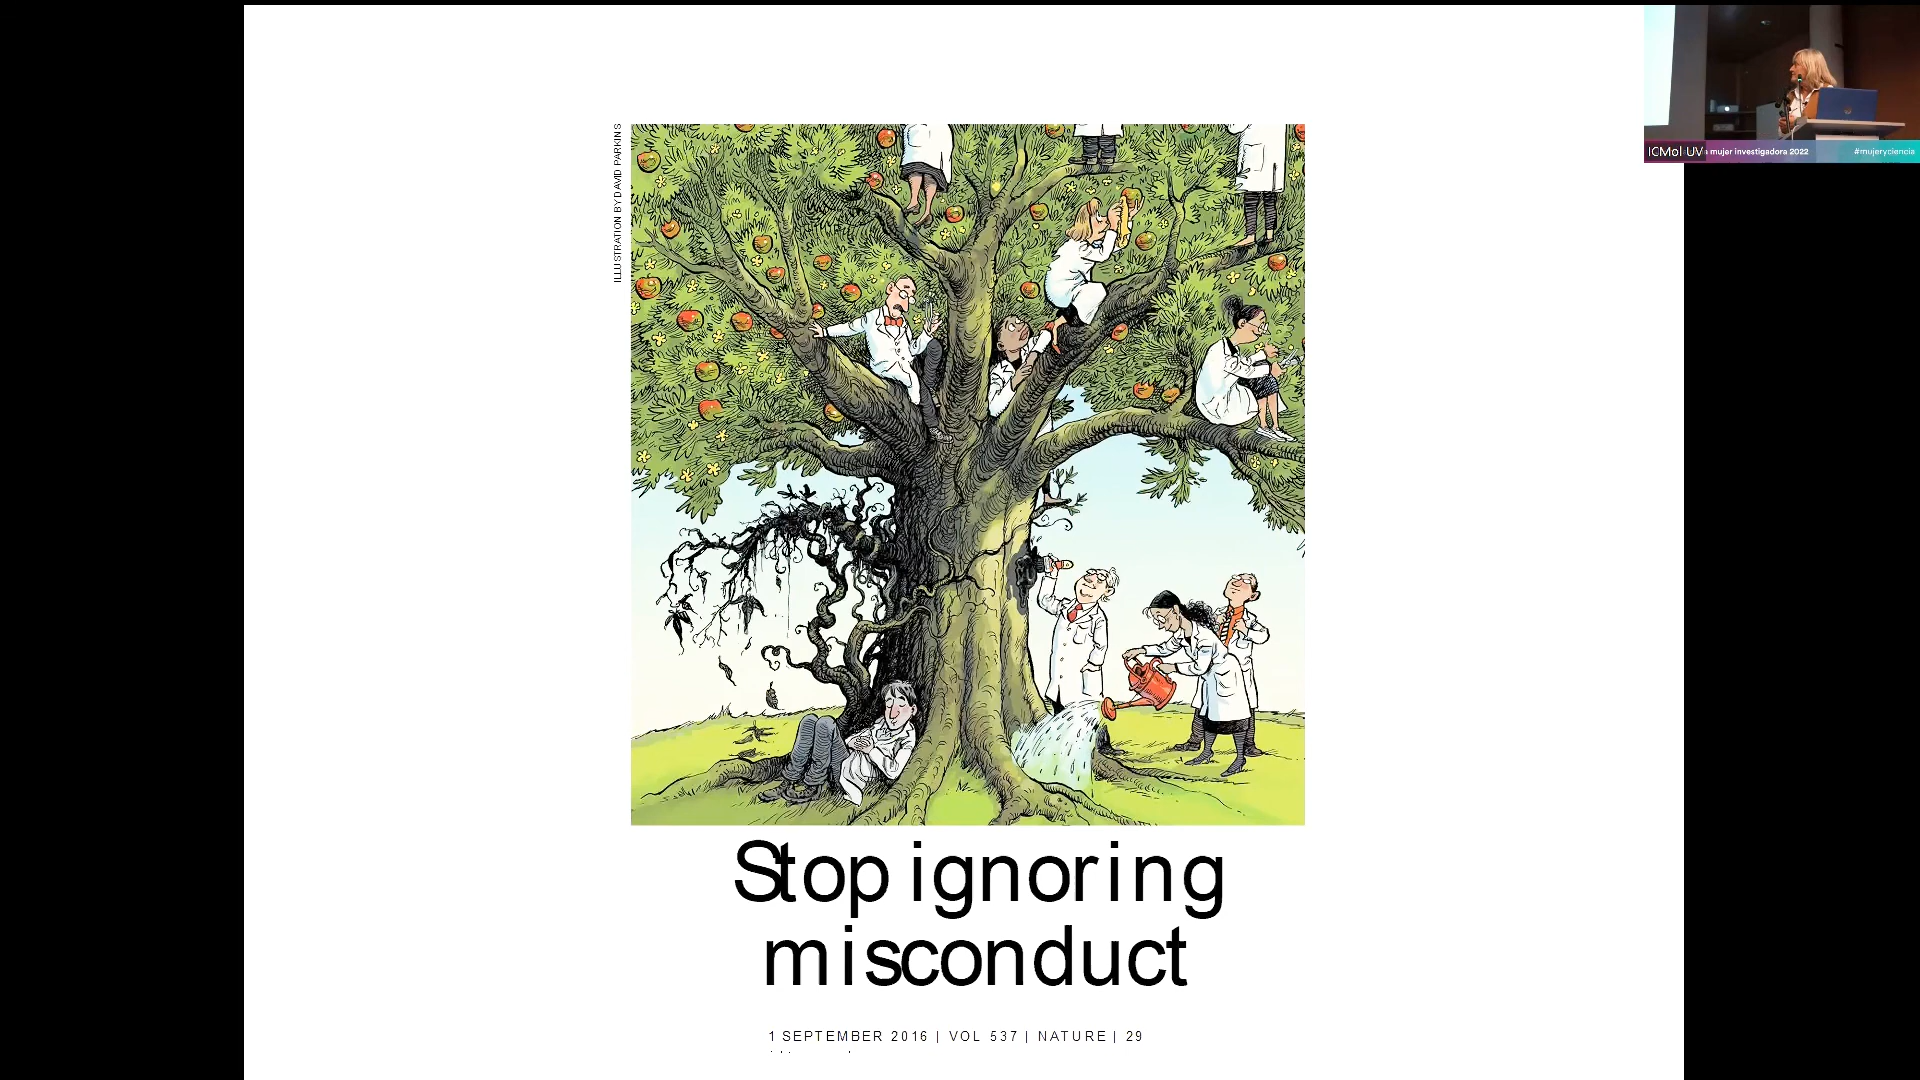 ILLUSTRATION BY DAVID PARKINS
ICMol UV
mujer investigadora 2022
#mujeryciencia
Stop ignoring
misconduct
1 SEPTEMBER 2016 | VOL 537 | NATURE | 29